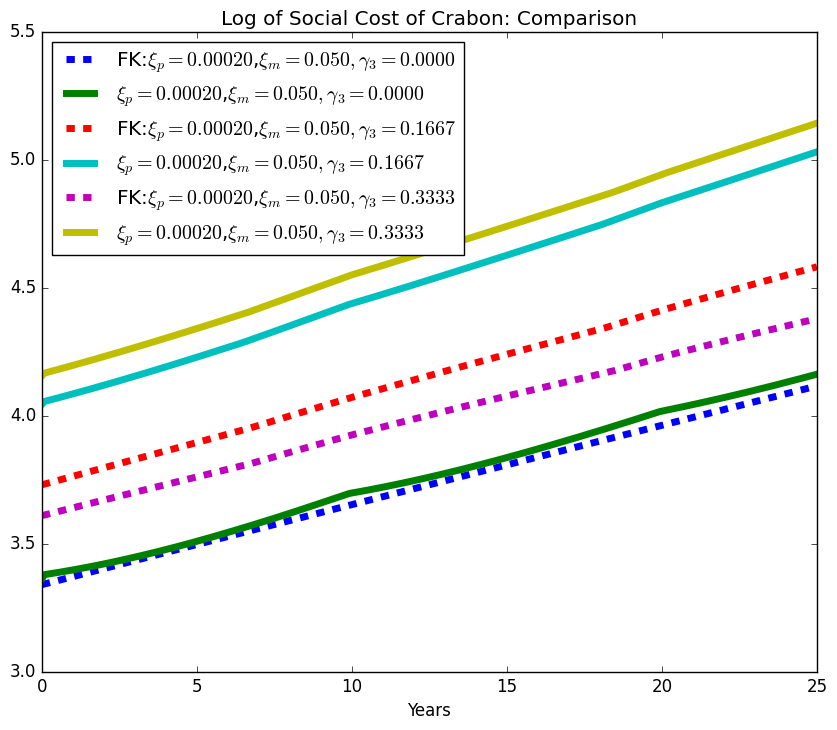 Log of Social Cost of Crabon: Comparison
5.5
5.0
4.5
4.0
3.5
3.0
FK:ξₚ = 0.00020,ξₘ = 0.050, γ₃ = 0.0000
ξₚ = 0.00020,ξₘ = 0.050, γ₃ = 0.0000
FK:ξₚ = 0.00020,ξₘ = 0.050, γ₃ = 0.1667
ξₚ = 0.00020,ξₘ = 0.050, γ₃ = 0.1667
FK:ξₚ = 0.00020,ξₘ = 0.050, γ₃ = 0.3333
ξₚ = 0.00020,ξₘ = 0.050, γ₃ = 0.3333
0 5 10 15 20 25
Years